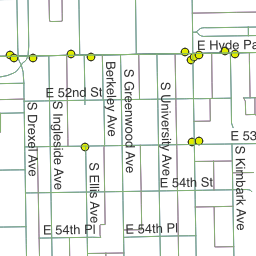 E Hyde Pa
E 52nd St
Berkeley Ave
S Greenwood Ave
S University Ave
S Drexel Ave
S Ingleside Ave
E 53
S Kimbark Ave
S Ellis Ave
E 54th St
E 54th Pl
E 54th Pl